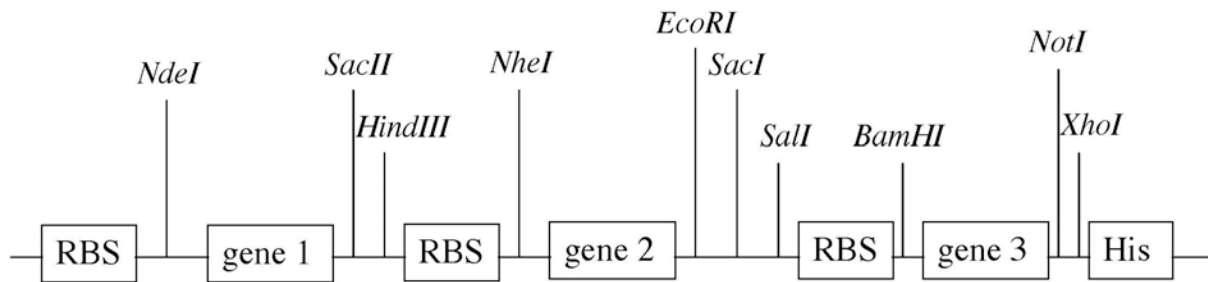 EcoRI
NotI
NdeI SacII NheI SacI
HindIII SalI BamHI XhoI
RBS gene 1 RBS gene 2 RBS gene 3 His